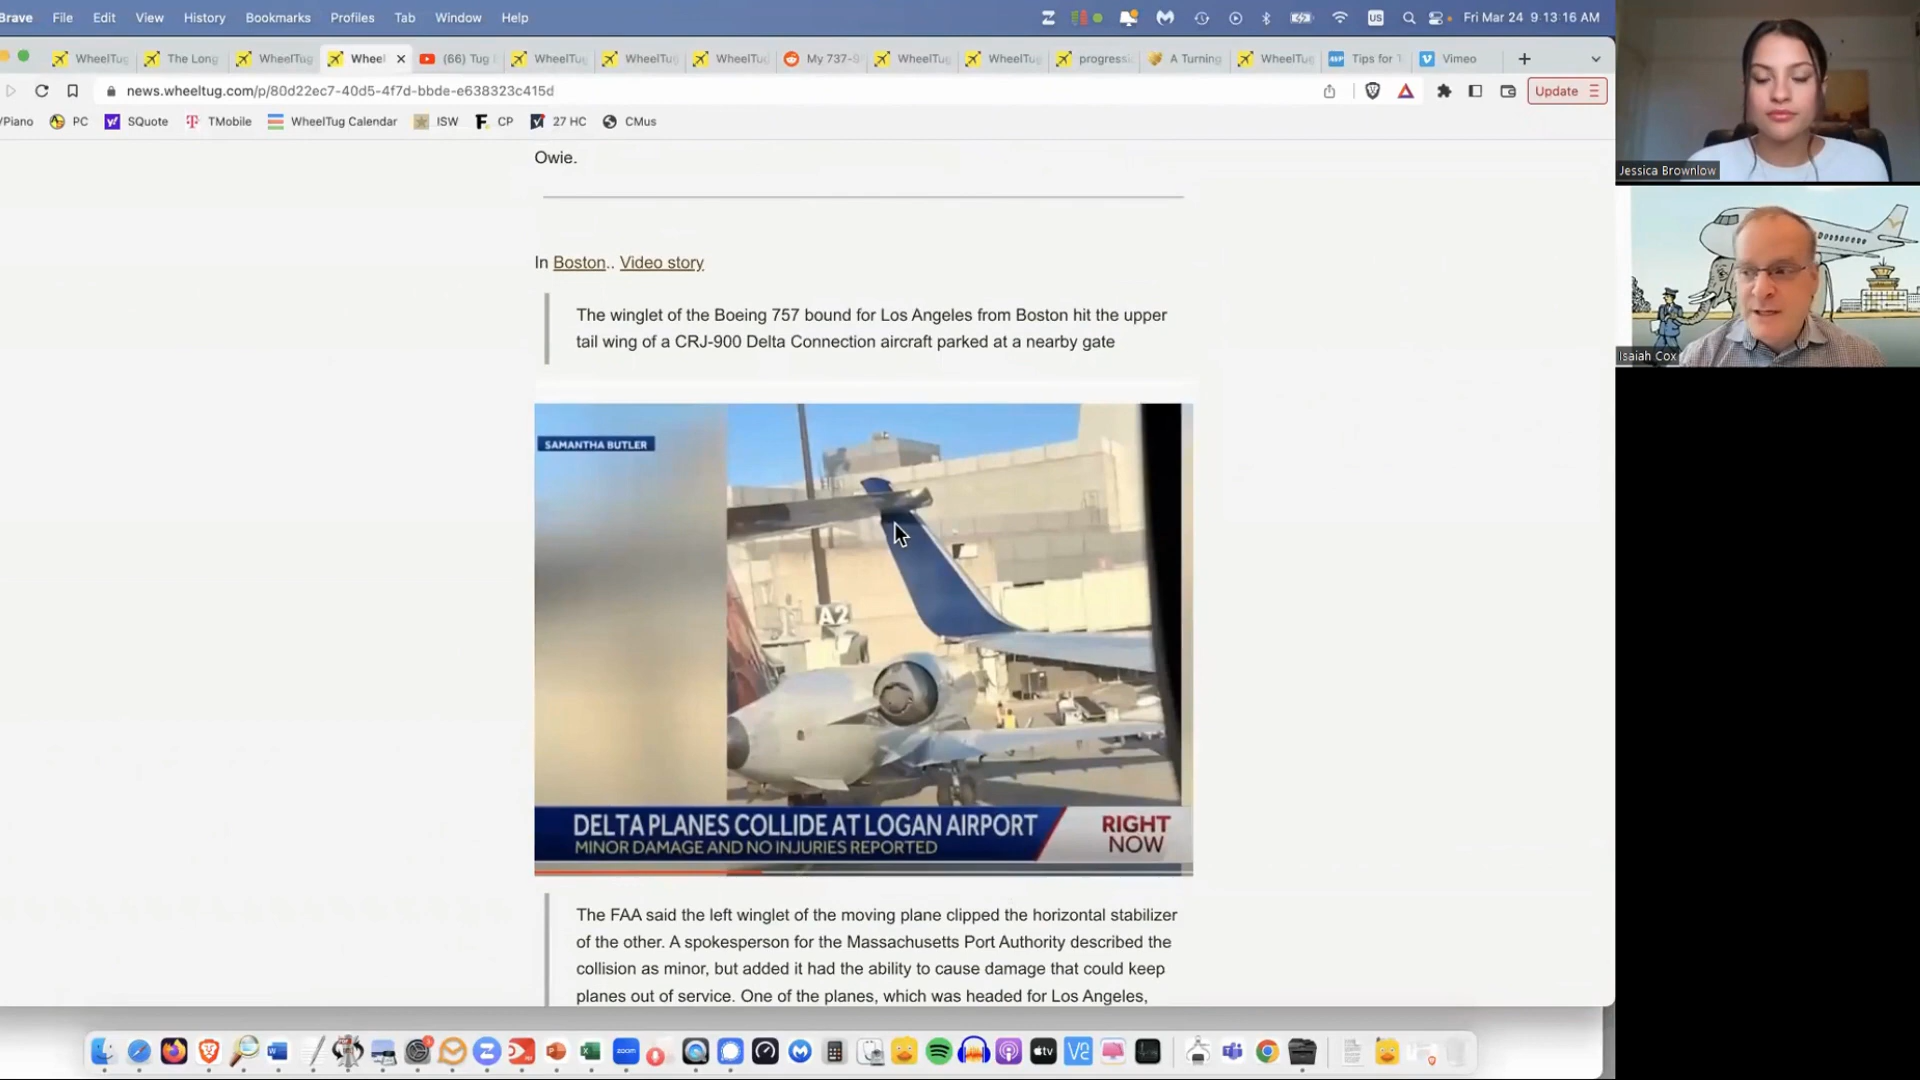 Brave File Edit View History Bookmarks Profiles Tab Window Help
US Fri Mar 24 9:13:16 AM
WheelTug The Long WheelTug Wheel (66) Tug WheelTug WheelTug WheelTug My 737-9 WheelTug WheelTug progressi A Turning WheelTug Tips for T Vimeo
news.wheeltug.com/p/80d22ec7-40d5-4f7d-bbde-e638323c415d
Update
/Piano PC SQuote TMobile WheelTug Calendar ISW CP 27 HC CMus
Owie.
In Boston.. Video story
The winglet of the Boeing 757 bound for Los Angeles from Boston hit the upper
tail wing of a CRJ-900 Delta Connection aircraft parked at a nearby gate
SAMANTHA BUTLER
A2
DELTA PLANES COLLIDE AT LOGAN AIRPORT
MINOR DAMAGE AND NO INJURIES REPORTED
RIGHT
NOW
The FAA said the left winglet of the moving plane clipped the horizontal stabilizer
of the other. A spokesperson for the Massachusetts Port Authority described the
collision as minor, but added it had the ability to cause damage that could keep
planes out of service. One of the planes, which was headed for Los Angeles,
Jessica Brownlow
Isaiah Cox
zoom
tv